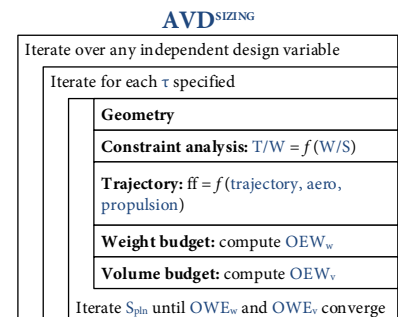 AVDSIZING
Iterate over any independent design variable
Iterate for each τ specified
Geometry
Constraint analysis: T/W = f (W/S)
Trajectory: ff = f (trajectory, aero,
propulsion)
Weight budget: compute OEWw
Volume budget: compute OEWv
Iterate Spln until OWEw and OWEv converge